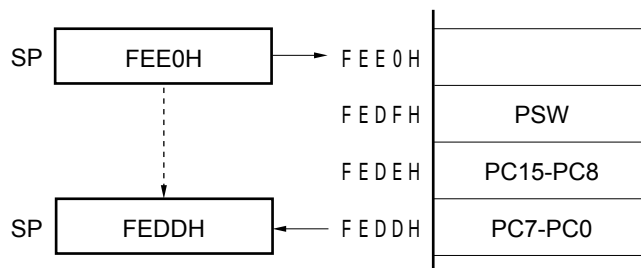 SP FEE0H FEE0H
FEDFH PSW
FEDEH PC15-PC8
SP FEDDH FEDDH PC7-PC0